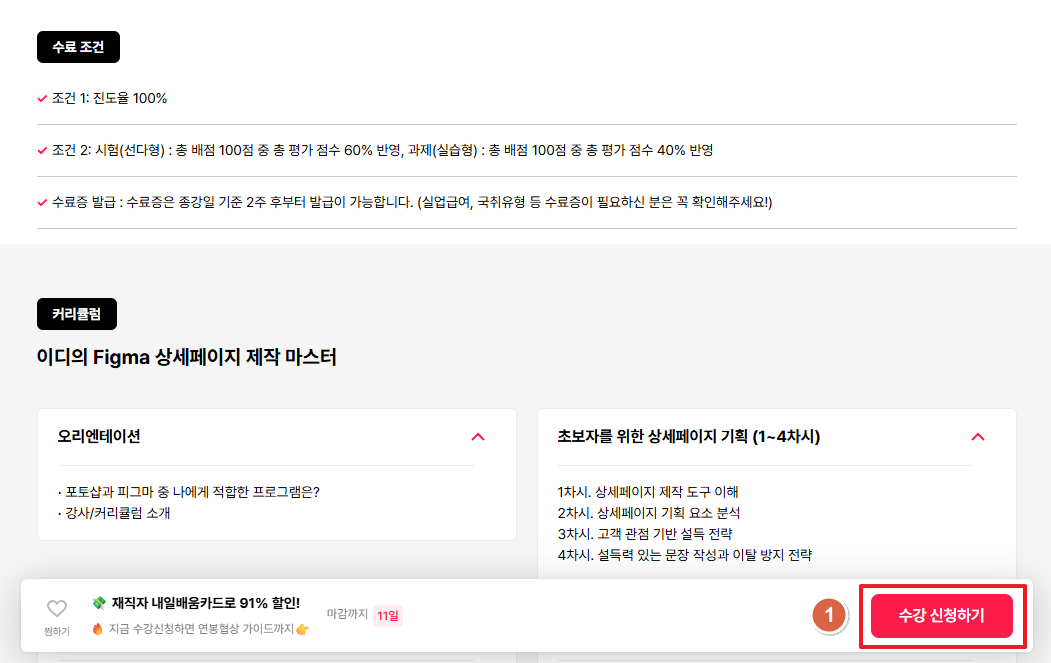 수료 조건
조건 1: 진도율 100%
조건 2: 시험(선다형) : 총 배점 100점 중 총 평가 점수 60% 반영, 과제(실습형) : 총 배점 100점 중 총 평가 점수 40% 반영
수료증 발급 : 수료증은 종강일 기준 2주 후부터 발급이 가능합니다. (실업급여, 국취유형 등 수료증이 필요하신 분은 꼭 확인해주세요!)
커리큘럼
이디의 Figma 상세페이지 제작 마스터
오리엔테이션
· 포토샵과 피그마 중 나에게 적합한 프로그램은?
· 강사/커리큘럼 소개
초보자를 위한 상세페이지 기획 (1~4차시)
1차시. 상세페이지 제작 도구 이해
2차시. 상세페이지 기획 요소 분석
3차시. 고객 관점 기반 설득 전략
4차시. 설득력 있는 문장 작성과 이탈 방지 전략
찜하기
💸 재직자 내일배움카드로 91% 할인!
🔥 지금 수강신청하면 연봉협상 가이드까지👉
마감까지 11일
1
수강 신청하기